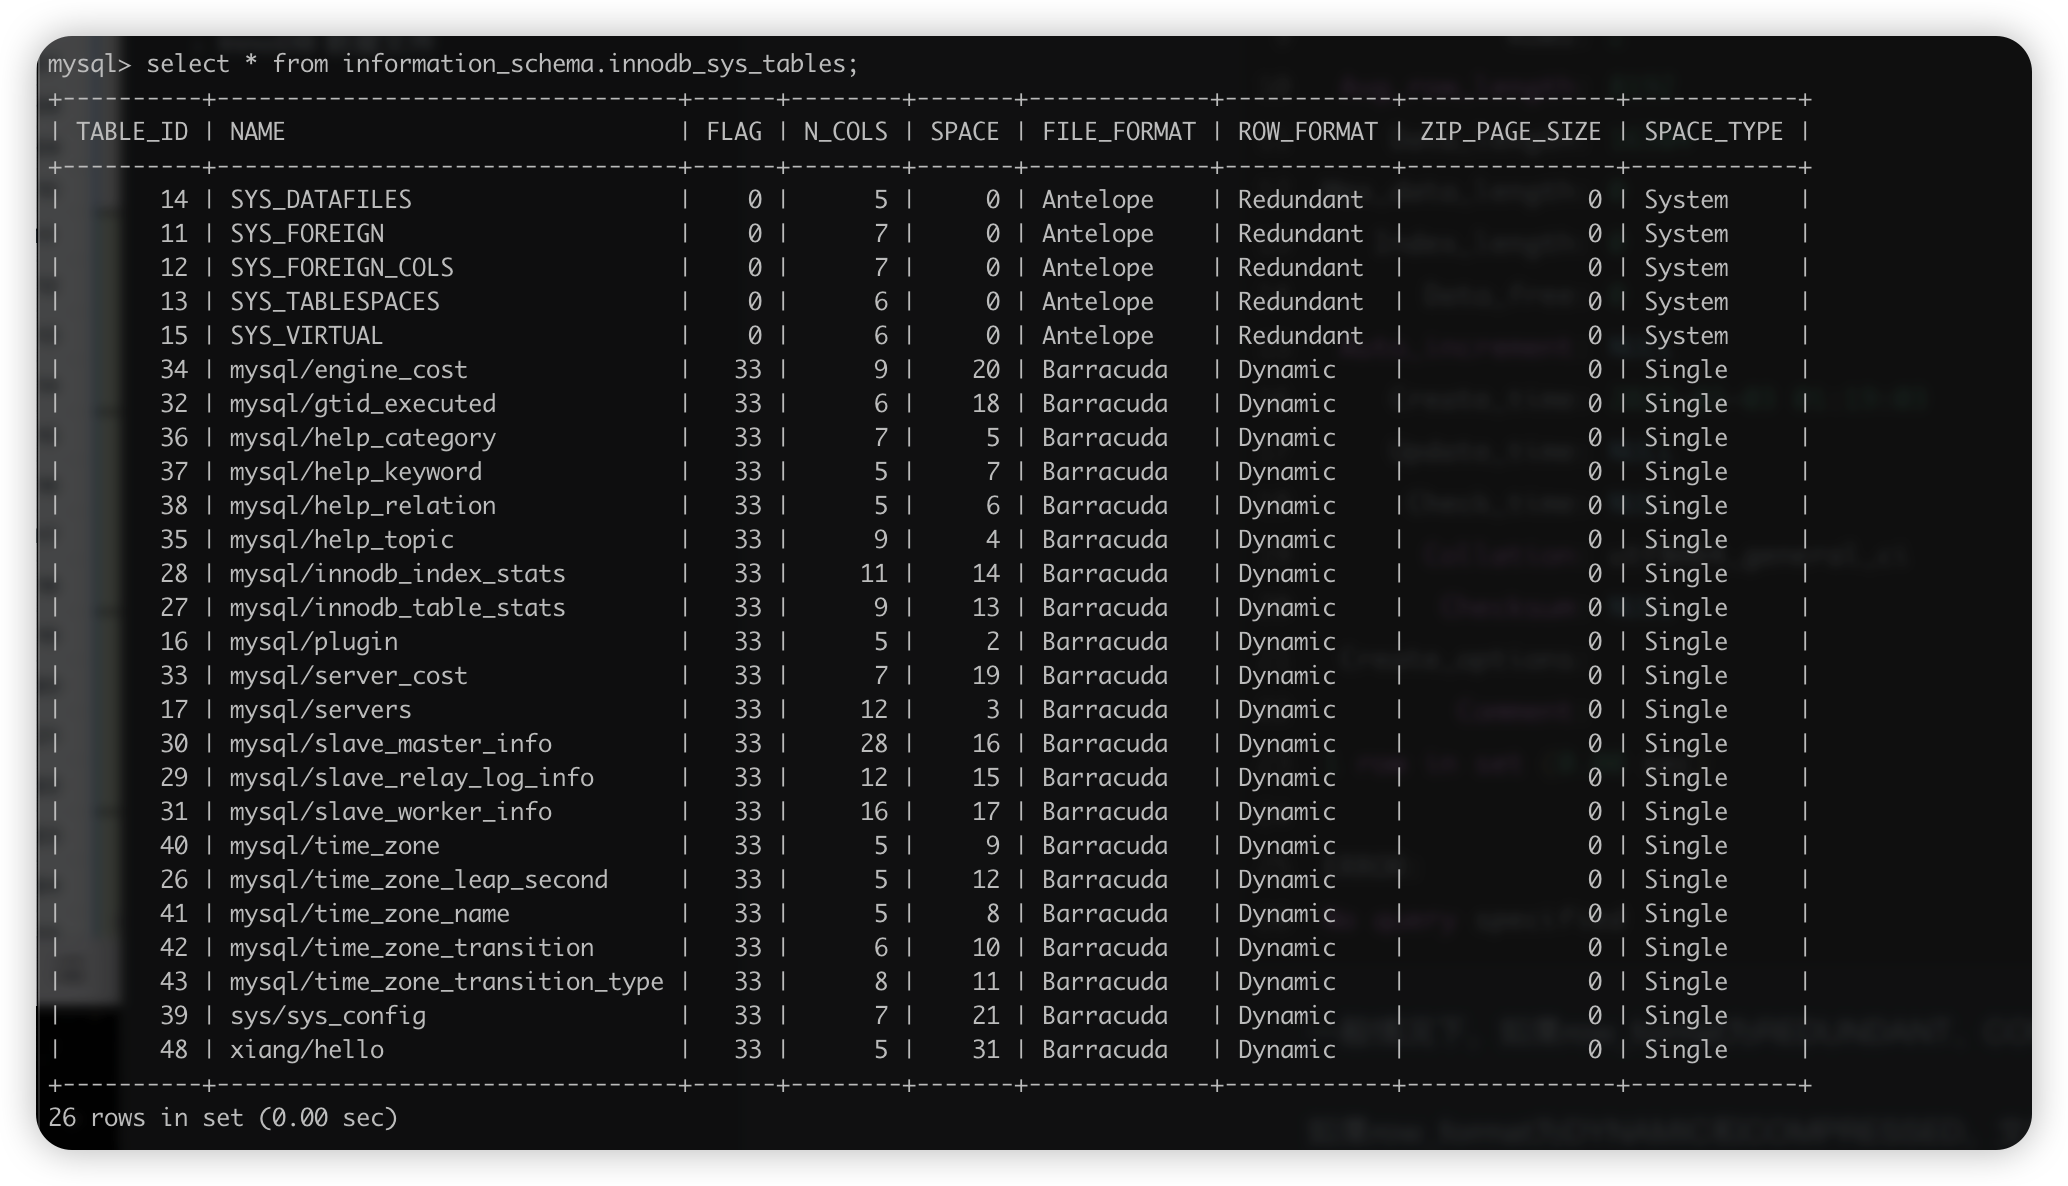 mysql> select * from information_schema.innodb_sys_tables;
+----------+---------------------------------+------+--------+-------+-------------+------------+---------------+------------+
| TABLE_ID | NAME                            | FLAG | N_COLS | SPACE | FILE_FORMAT | ROW_FORMAT | ZIP_PAGE_SIZE | SPACE_TYPE |
+----------+---------------------------------+------+--------+-------+-------------+------------+---------------+------------+
|       14 | SYS_DATAFILES                   |    0 |      5 |     0 | Antelope    | Redundant  |             0 | System     |
|       11 | SYS_FOREIGN                     |    0 |      7 |     0 | Antelope    | Redundant  |             0 | System     |
|       12 | SYS_FOREIGN_COLS                |    0 |      7 |     0 | Antelope    | Redundant  |             0 | System     |
|       13 | SYS_TABLESPACES                 |    0 |      6 |     0 | Antelope    | Redundant  |             0 | System     |
|       15 | SYS_VIRTUAL                     |    0 |      6 |     0 | Antelope    | Redundant  |             0 | System     |
|       34 | mysql/engine_cost               |   33 |      9 |    20 | Barracuda   | Dynamic    |             0 | Single     |
|       32 | mysql/gtid_executed             |   33 |      6 |    18 | Barracuda   | Dynamic    |             0 | Single     |
|       36 | mysql/help_category             |   33 |      7 |     5 | Barracuda   | Dynamic    |             0 | Single     |
|       37 | mysql/help_keyword              |   33 |      5 |     7 | Barracuda   | Dynamic    |             0 | Single     |
|       38 | mysql/help_relation             |   33 |      5 |     6 | Barracuda   | Dynamic    |             0 | Single     |
|       35 | mysql/help_topic                |   33 |      9 |     4 | Barracuda   | Dynamic    |             0 | Single     |
|       28 | mysql/innodb_index_stats        |   33 |     11 |    14 | Barracuda   | Dynamic    |             0 | Single     |
|       27 | mysql/innodb_table_stats        |   33 |      9 |    13 | Barracuda   | Dynamic    |             0 | Single     |
|       16 | mysql/plugin                    |   33 |      5 |     2 | Barracuda   | Dynamic    |             0 | Single     |
|       33 | mysql/server_cost               |   33 |      7 |    19 | Barracuda   | Dynamic    |             0 | Single     |
|       17 | mysql/servers                   |   33 |     12 |     3 | Barracuda   | Dynamic    |             0 | Single     |
|       30 | mysql/slave_master_info         |   33 |     28 |    16 | Barracuda   | Dynamic    |             0 | Single     |
|       29 | mysql/slave_relay_log_info      |   33 |     12 |    15 | Barracuda   | Dynamic    |             0 | Single     |
|       31 | mysql/slave_worker_info         |   33 |     16 |    17 | Barracuda   | Dynamic    |             0 | Single     |
|       40 | mysql/time_zone                 |   33 |      5 |     9 | Barracuda   | Dynamic    |             0 | Single     |
|       26 | mysql/time_zone_leap_second     |   33 |      5 |    12 | Barracuda   | Dynamic    |             0 | Single     |
|       41 | mysql/time_zone_name            |   33 |      5 |     8 | Barracuda   | Dynamic    |             0 | Single     |
|       42 | mysql/time_zone_transition      |   33 |      6 |    10 | Barracuda   | Dynamic    |             0 | Single     |
|       43 | mysql/time_zone_transition_type |   33 |      8 |    11 | Barracuda   | Dynamic    |             0 | Single     |
|       39 | sys/sys_config                  |   33 |      7 |    21 | Barracuda   | Dynamic    |             0 | Single     |
|       48 | xiang/hello                     |   33 |      5 |    31 | Barracuda   | Dynamic    |             0 | Single     |
+----------+---------------------------------+------+--------+-------+-------------+------------+---------------+------------+
26 rows in set (0.00 sec)